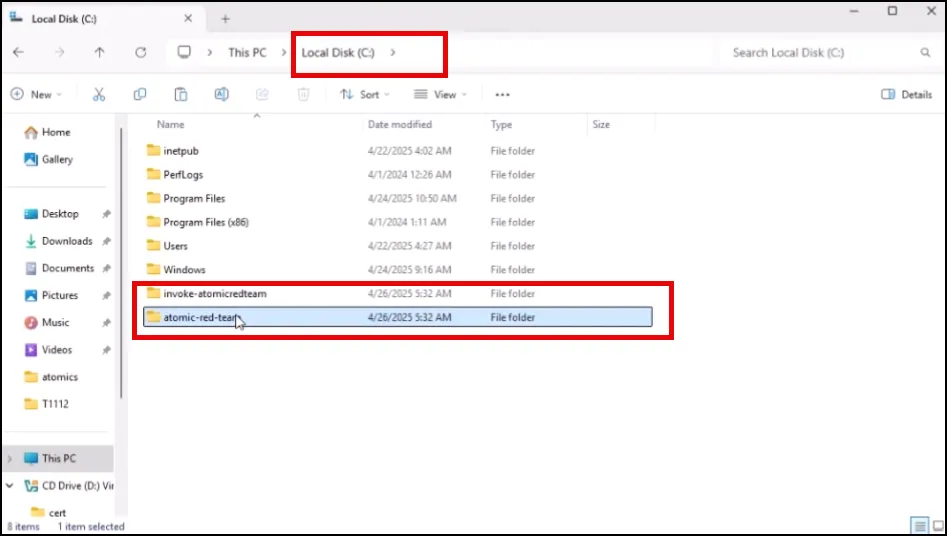 Local Disk (C:)
This PC > Local Disk (C:) > Search Local Disk (C:)
New Sort View ... Details
Name Date modified Type Size
Home
Gallery
Desktop
Downloads
Documents
Pictures
Music
Videos
atomics
T1112
This PC
CD Drive (D:) Vir
cert
inetpub 4/22/2025 4:02 AM File folder
PerfLogs 4/1/2024 12:26 AM File folder
Program Files 4/24/2025 10:50 AM File folder
Program Files (x86) 4/1/2024 1:11 AM File folder
Users 4/22/2025 4:27 AM File folder
Windows 4/24/2025 9:16 AM File folder
invoke-atomicredteam 4/26/2025 5:32 AM File folder
atomic-red-team 4/26/2025 5:32 AM File folder
8 items 1 item selected